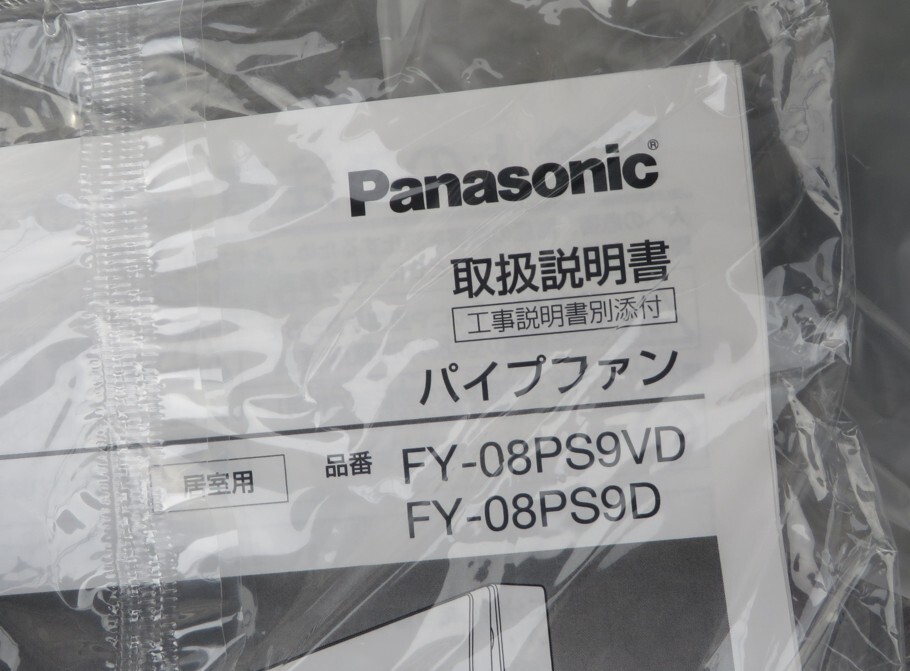 Panasonic®
取扱説明書
工事説明書別添付
パイプファン
居室用 品番 FY-08PS9VD
FY-08PS9D